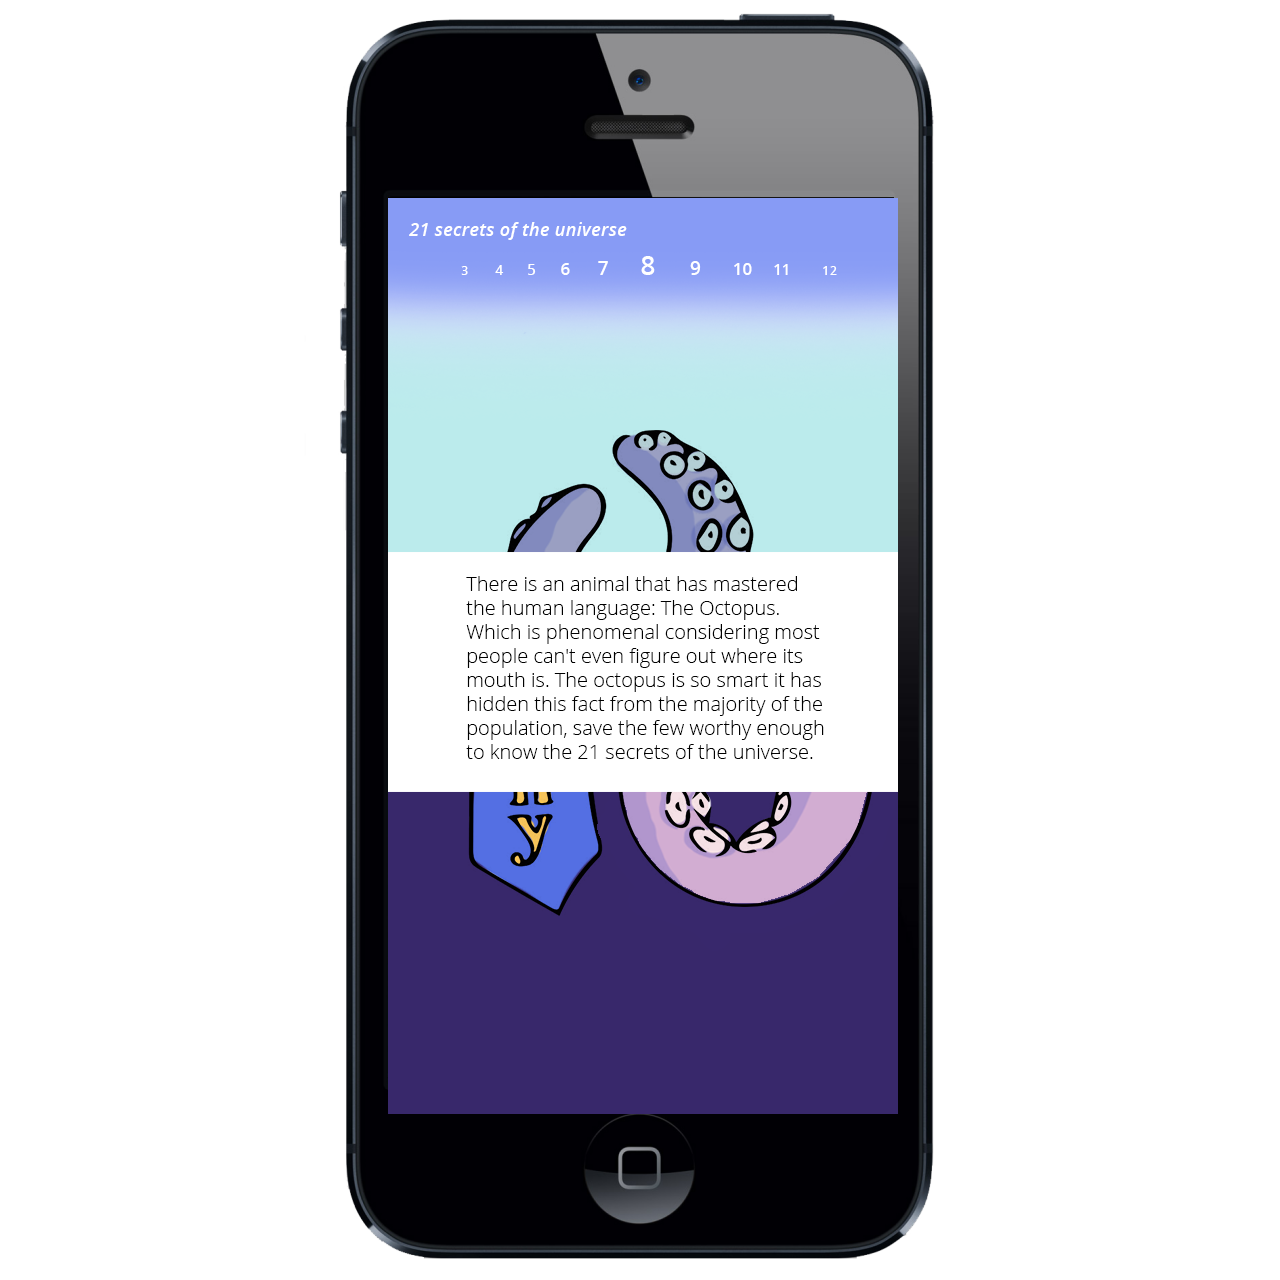 21 secrets of the universe
3 4 5 6 7 8 9 10 11 12
There is an animal that has mastered
the human language: The Octopus.
Which is phenomenal considering most
people can't even figure out where its
mouth is. The octopus is so smart it has
hidden this fact from the majority of the
population, save the few worthy enough
to know the 21 secrets of the universe.
y